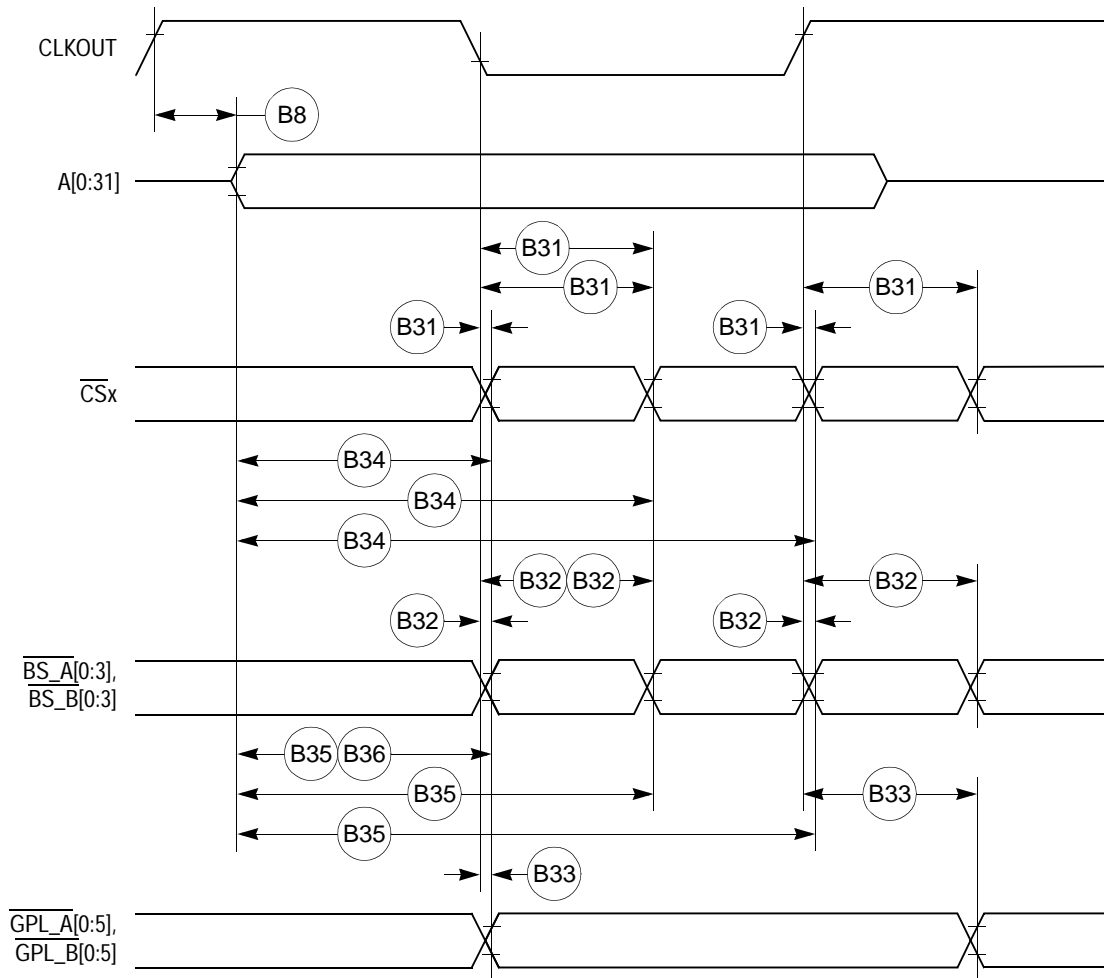 CLKOUT
B8
A[0:31]
B31
B31
B31
B31
B31
CSx
B34
B34
B34
B32 B32
B32
B32
B32
BS_A[0:3],
BS_B[0:3]
B35 B36
B35
B33
B35
B33
GPL_A[0:5],
GPL_B[0:5]